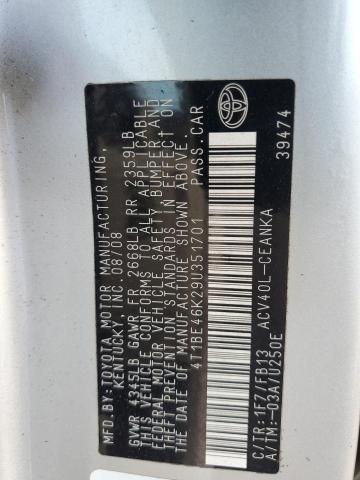 MFD.BY:TOYOTA MOTOR MANUFACTURING,
KENTUCKY, INC. 08/08
GVWR 4345LB GAWR FR 2668LB RR 2359LB
THIS VEHICLE CONFORMS TO ALL APPLICABLE
FEDERAL MOTOR VEHICLE SAFETY, BUMPER, AND
THEFT PREVENTION STANDARDS IN EFFECT ON
THE DATE OF MANUFACTURE SHOWN ABOVE.
4T1BE46K29U351701 PASS.CAR
C/TR:1F7/FB13 ACV40L-CEANKA
A/TM:-03A/U250E
39474